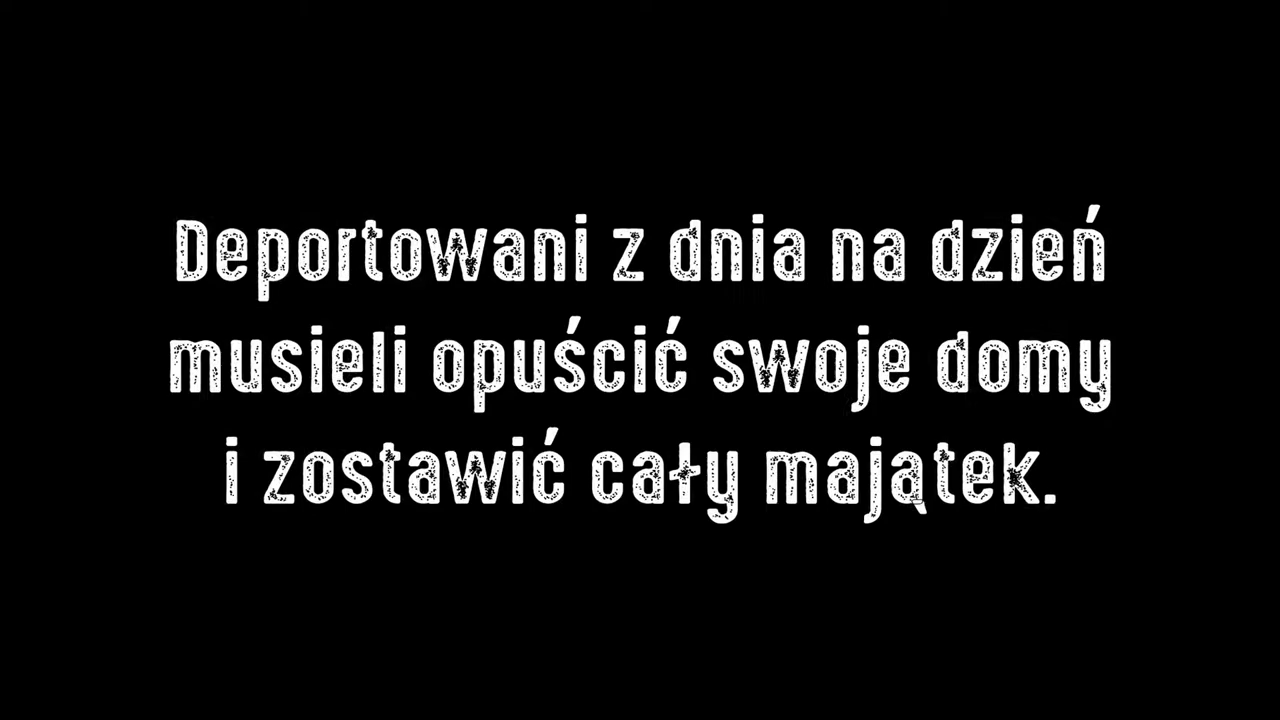 Deportowani z dnia na dzień
musieli opuścić swoje domy
i zostawić cały majątek.